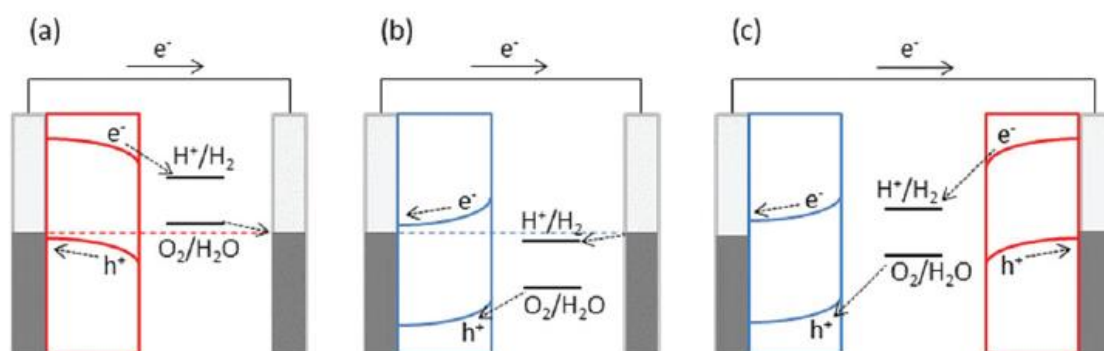 (a)
e⁻
e⁻
H⁺/H₂
O₂/H₂O
h⁺
(b)
e⁻
e⁻
H⁺/H₂
O₂/H₂O
h⁺
(c)
e⁻
e⁻
e⁻
H⁺/H₂
O₂/H₂O
h⁺
h⁺